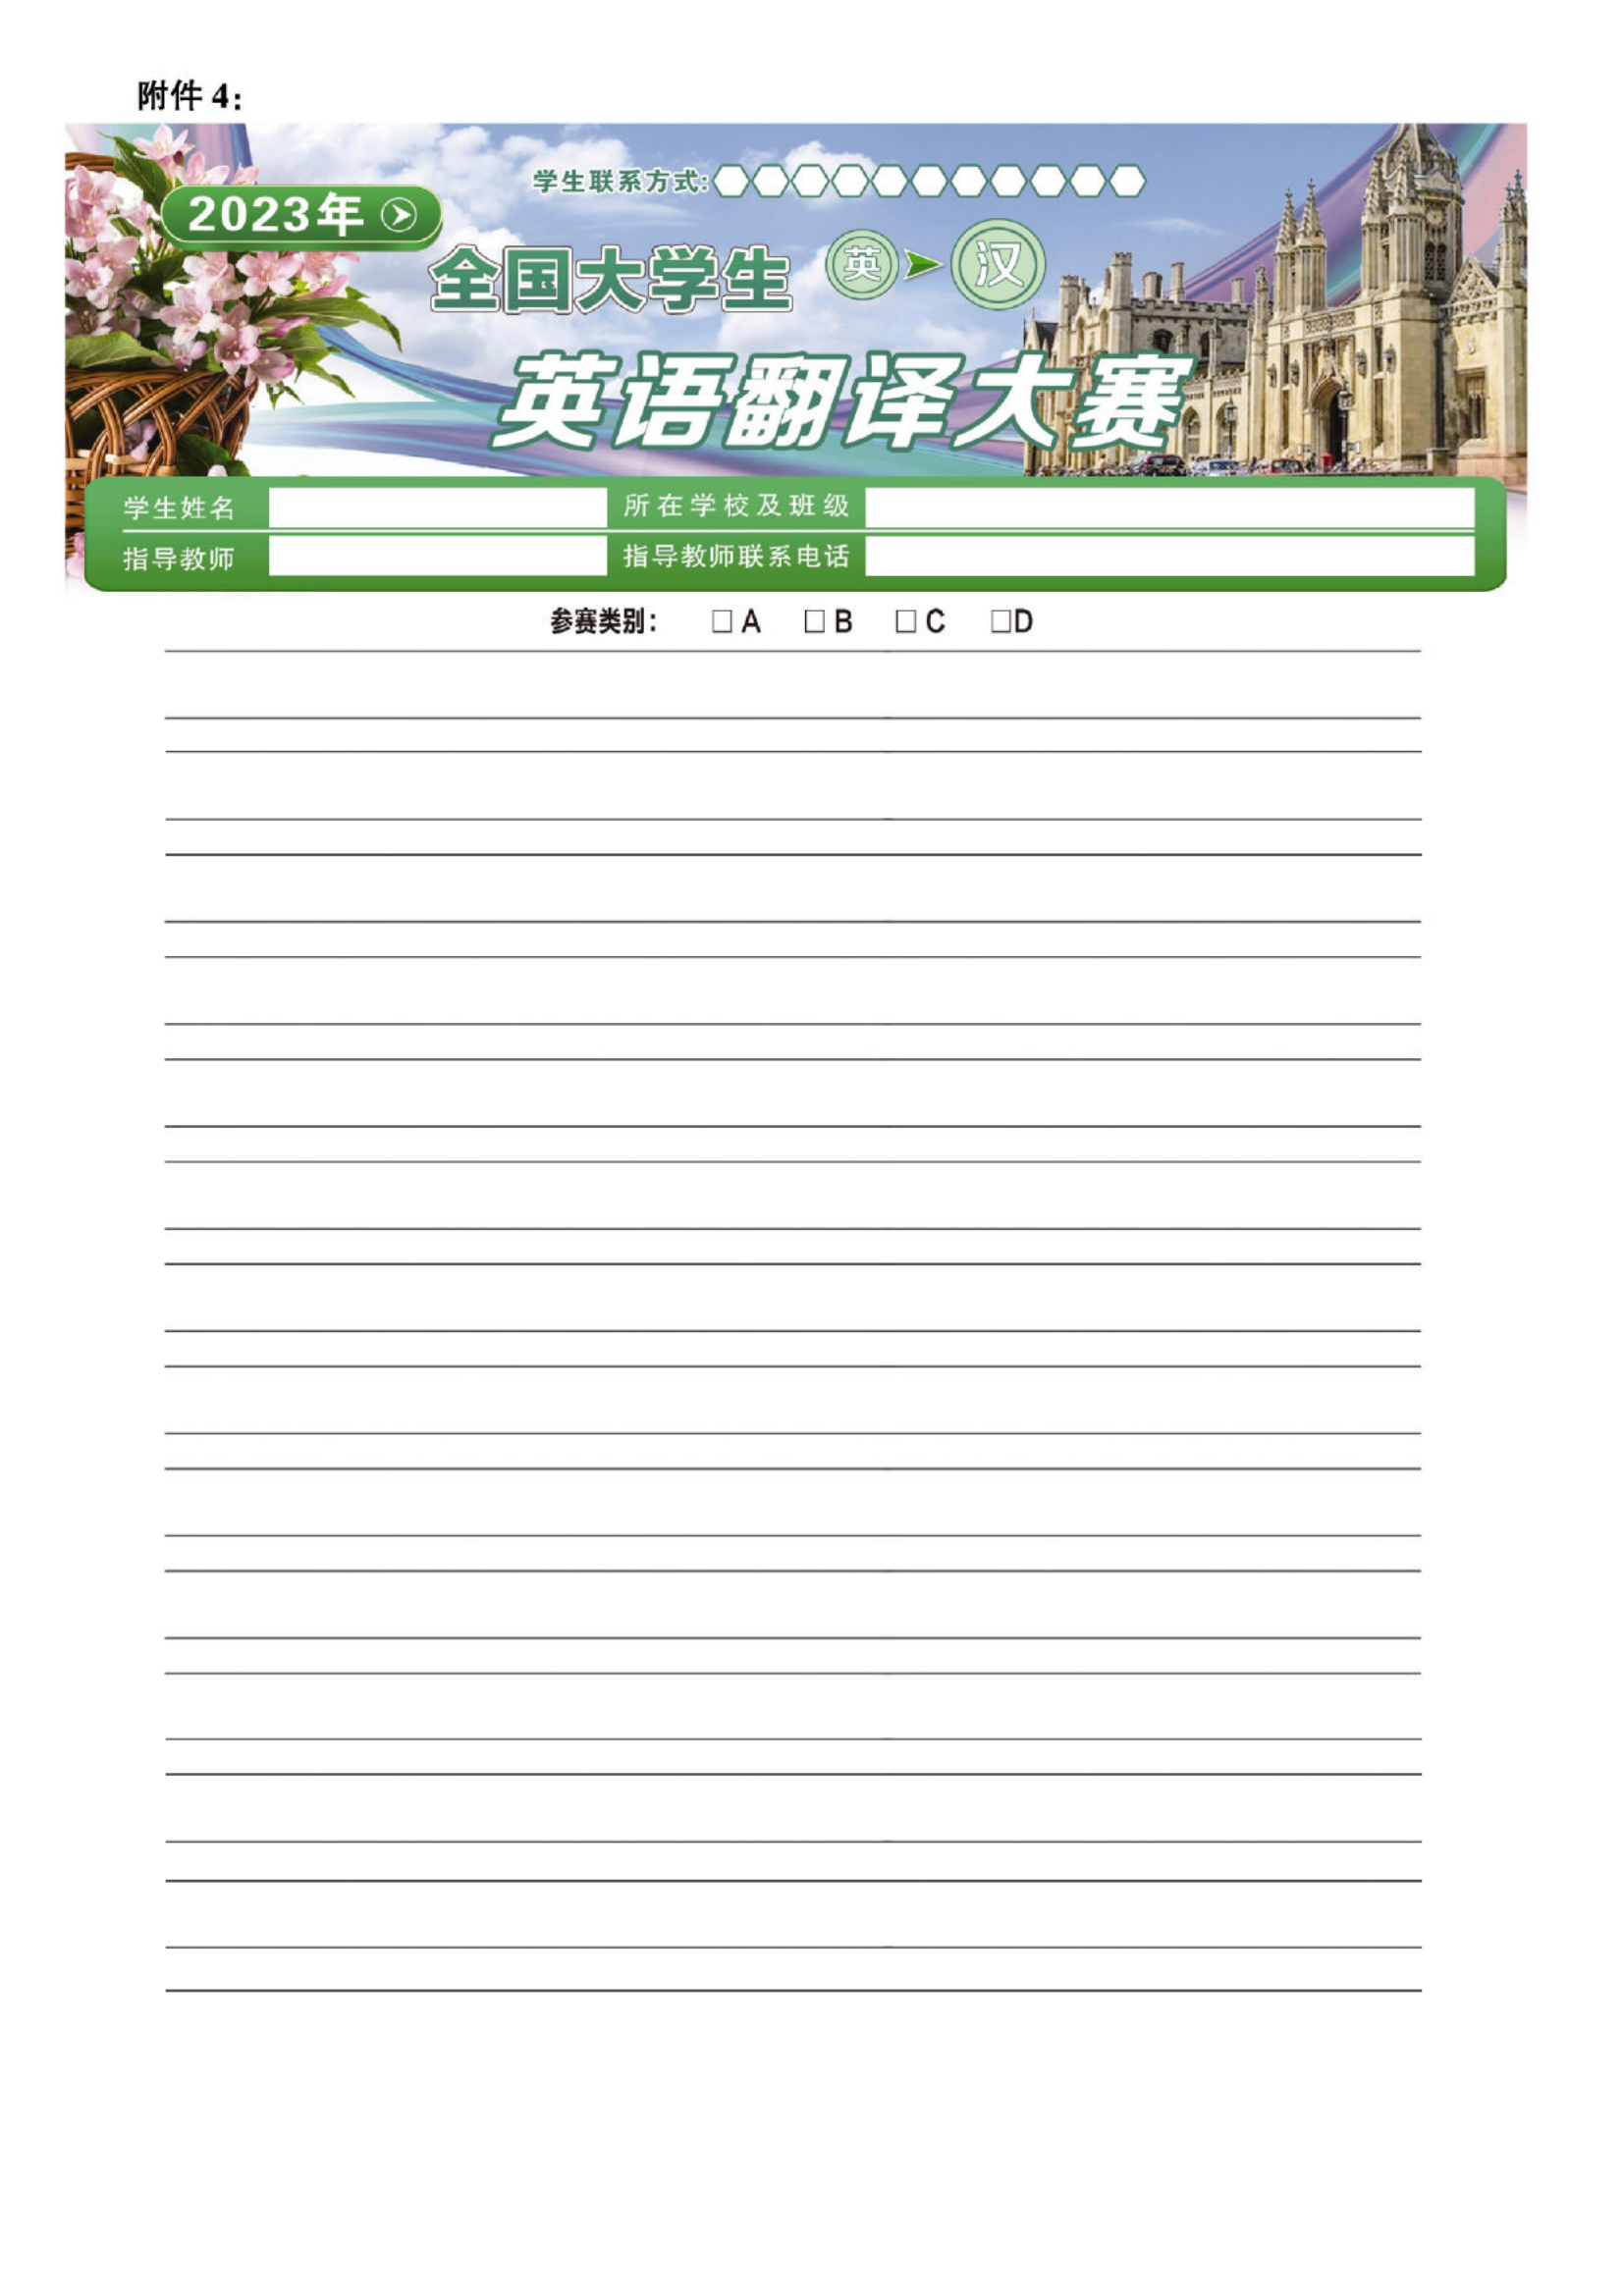 附件 4：
学生联系方式:
2023年
全国大学生 英 汉
英语翻译大赛
学生姓名 所在学校及班级
指导教师 指导教师联系电话
参赛类别： □ A □ B □ C □D